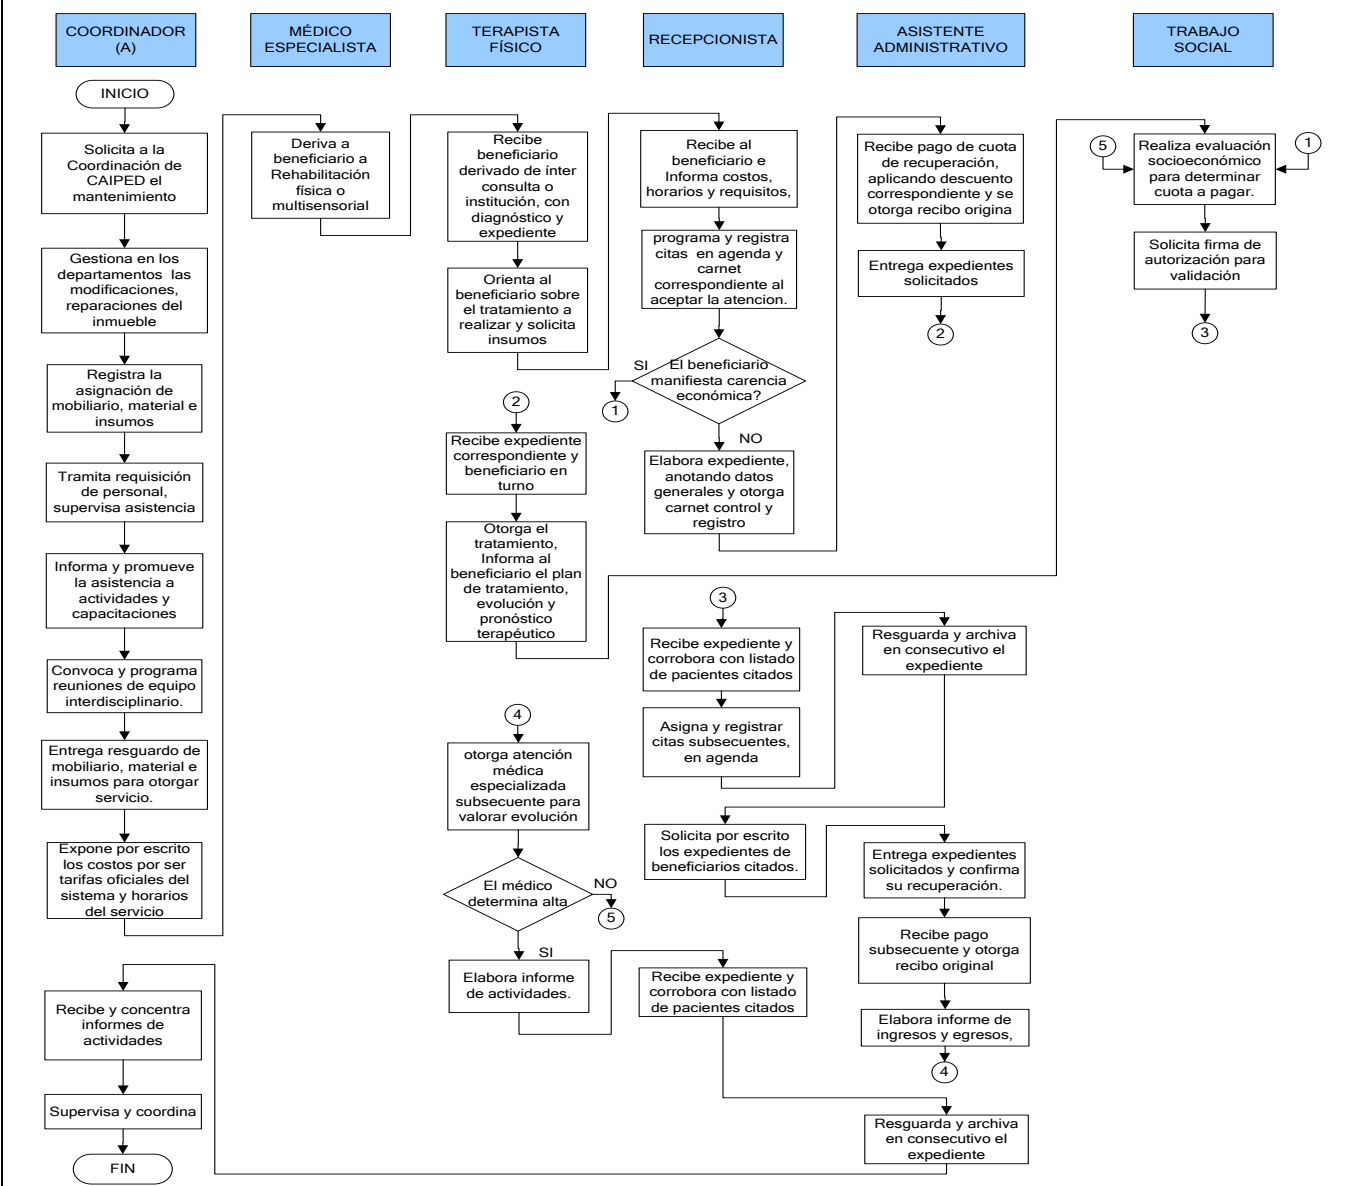 COORDINADOR
(A)
MÉDICO
ESPECIALISTA
TERAPISTA
FÍSICO
RECEPCIONISTA
ASISTENTE
ADMINISTRATIVO
TRABAJO
SOCIAL
INICIO
Solicita a la
Coordinación de
CAIPED el
mantenimiento
Gestiona en los
departamentos las
modificaciones,
reparaciones del
inmueble
Registra la
asignación de
mobiliario, material e
insumos
Tramita requisición
de personal,
supervisa asistencia
Informa y promueve
la asistencia a
actividades y
capacitaciones
Convoca y programa
reuniones de equipo
interdisciplinario.
Entrega resguardo de
mobiliario, material e
insumos para otorgar
servicio.
Expone por escrito
los costos por ser
tarifas oficiales del
sistema y horarios
del servicio
Deriva a
beneficiario a
Rehabilitación
física o
multisensorial
Recibe
beneficiario
derivado de ínter
consulta o
institución, con
diagnóstico y
expediente
Orienta al
beneficiario sobre
el tratamiento a
realizar y solicita
insumos
Recibe al
beneficiario e
Informa costos,
horarios y requisitos,
programa y registra
citas en agenda y
carnet
correspondiente al
aceptar la atencion.
El beneficiario
manifiesta carencia
económica?
SI
1
NO
Elabora expediente,
anotando datos
generales y otorga
carnet control y
registro
Recibe pago de cuota
de recuperación,
aplicando descuento
correspondiente y se
otorga recibo origina
Entrega expedientes
solicitados
2
5
1
Realiza evaluación
socioeconómico
para determinar
cuota a pagar.
Solicita firma de
autorización para
validación
3
2
Recibe expediente
correspondiente y
beneficiario en
turno
Otorga el
tratamiento,
Informa al
beneficiario el plan
de tratamiento,
evolución y
pronóstico
terapéutico
3
Recibe expediente y
corrobora con listado
de pacientes citados
Asigna y registrar
citas subsecuentes,
en agenda
Resguarda y archiva
en consecutivo el
expediente
Solicita por escrito
los expedientes de
beneficiarios citados.
Entrega expedientes
solicitados y confirma
su recuperación.
Recibe pago
subsecuente y otorga
recibo original
Elabora informe de
ingresos y egresos,
4
4
otorga atención
médica
especializada
subsecuente para
valorar evolución
El médico
determina alta
NO
5
SI
Elabora informe
de actividades.
Recibe expediente y
corrobora con listado
de pacientes citados
Resguarda y archiva
en consecutivo el
expediente
Recibe y concentra
informes de
actividades
Supervisa y coordina
FIN